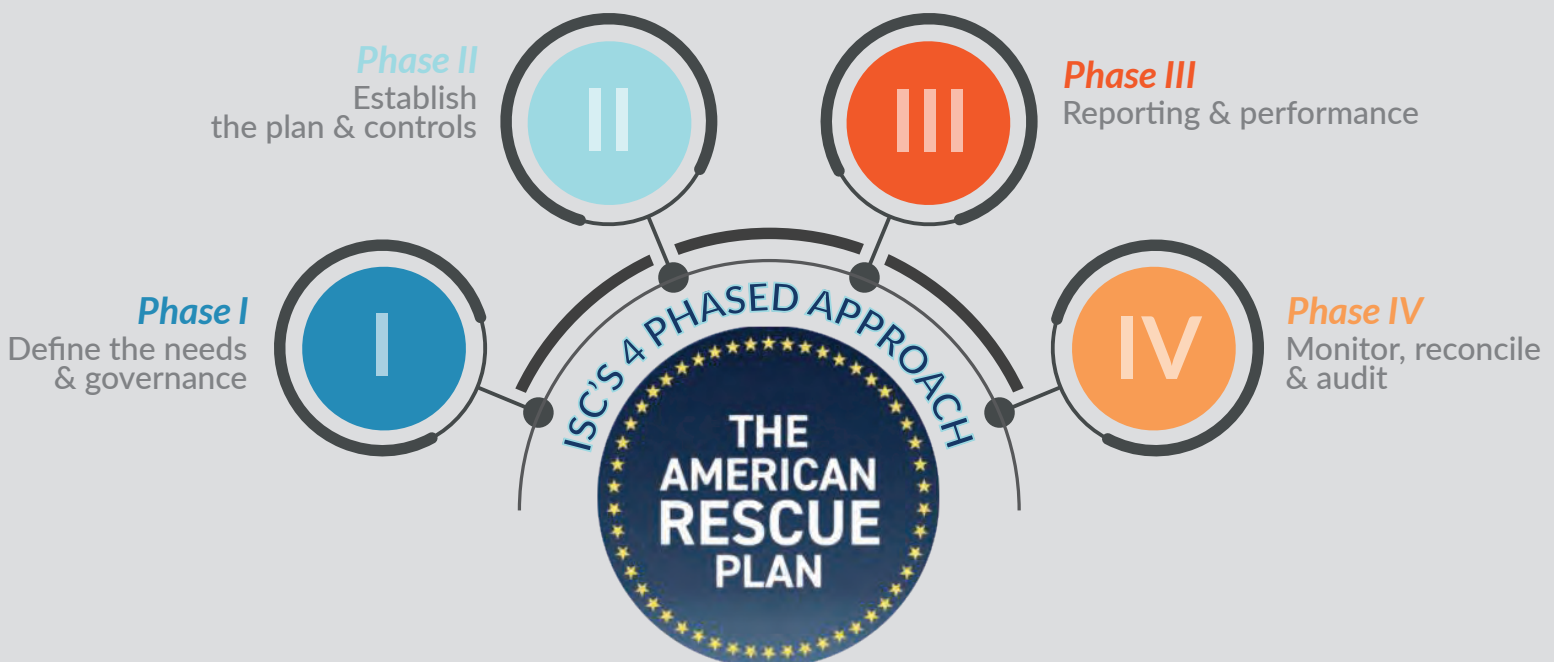 Phase I
Define the needs
& governance
I
Phase II
Establish
the plan & controls
II
Phase III
Reporting & performance
III
Phase IV
Monitor, reconcile
& audit
IV
ISC'S 4 PHASED APPROACH
THE
AMERICAN
RESCUE
PLAN